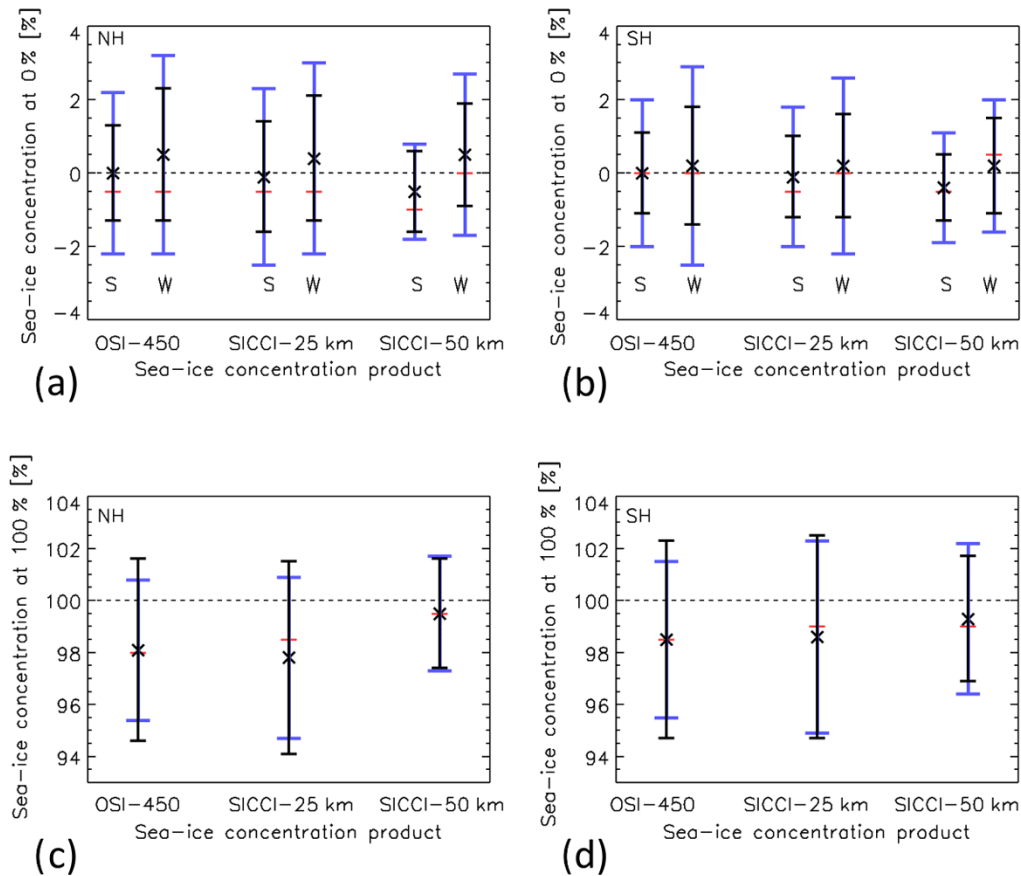 Sea-ice concentration at 0% [%]
4
2
0
-2
-4
NH
S W S W S W
OSI-450 SICCI-25 km SICCI-50 km
Sea-ice concentration product
(a)
Sea-ice concentration at 0% [%]
4
2
0
-2
-4
SH
S W S W S W
OSI-450 SICCI-25 km SICCI-50 km
Sea-ice concentration product
(b)
Sea-ice concentration at 100% [%]
104
102
100
98
96
94
NH
OSI-450 SICCI-25 km SICCI-50 km
Sea-ice concentration product
(c)
Sea-ice concentration at 100% [%]
104
102
100
98
96
94
SH
OSI-450 SICCI-25 km SICCI-50 km
Sea-ice concentration product
(d)